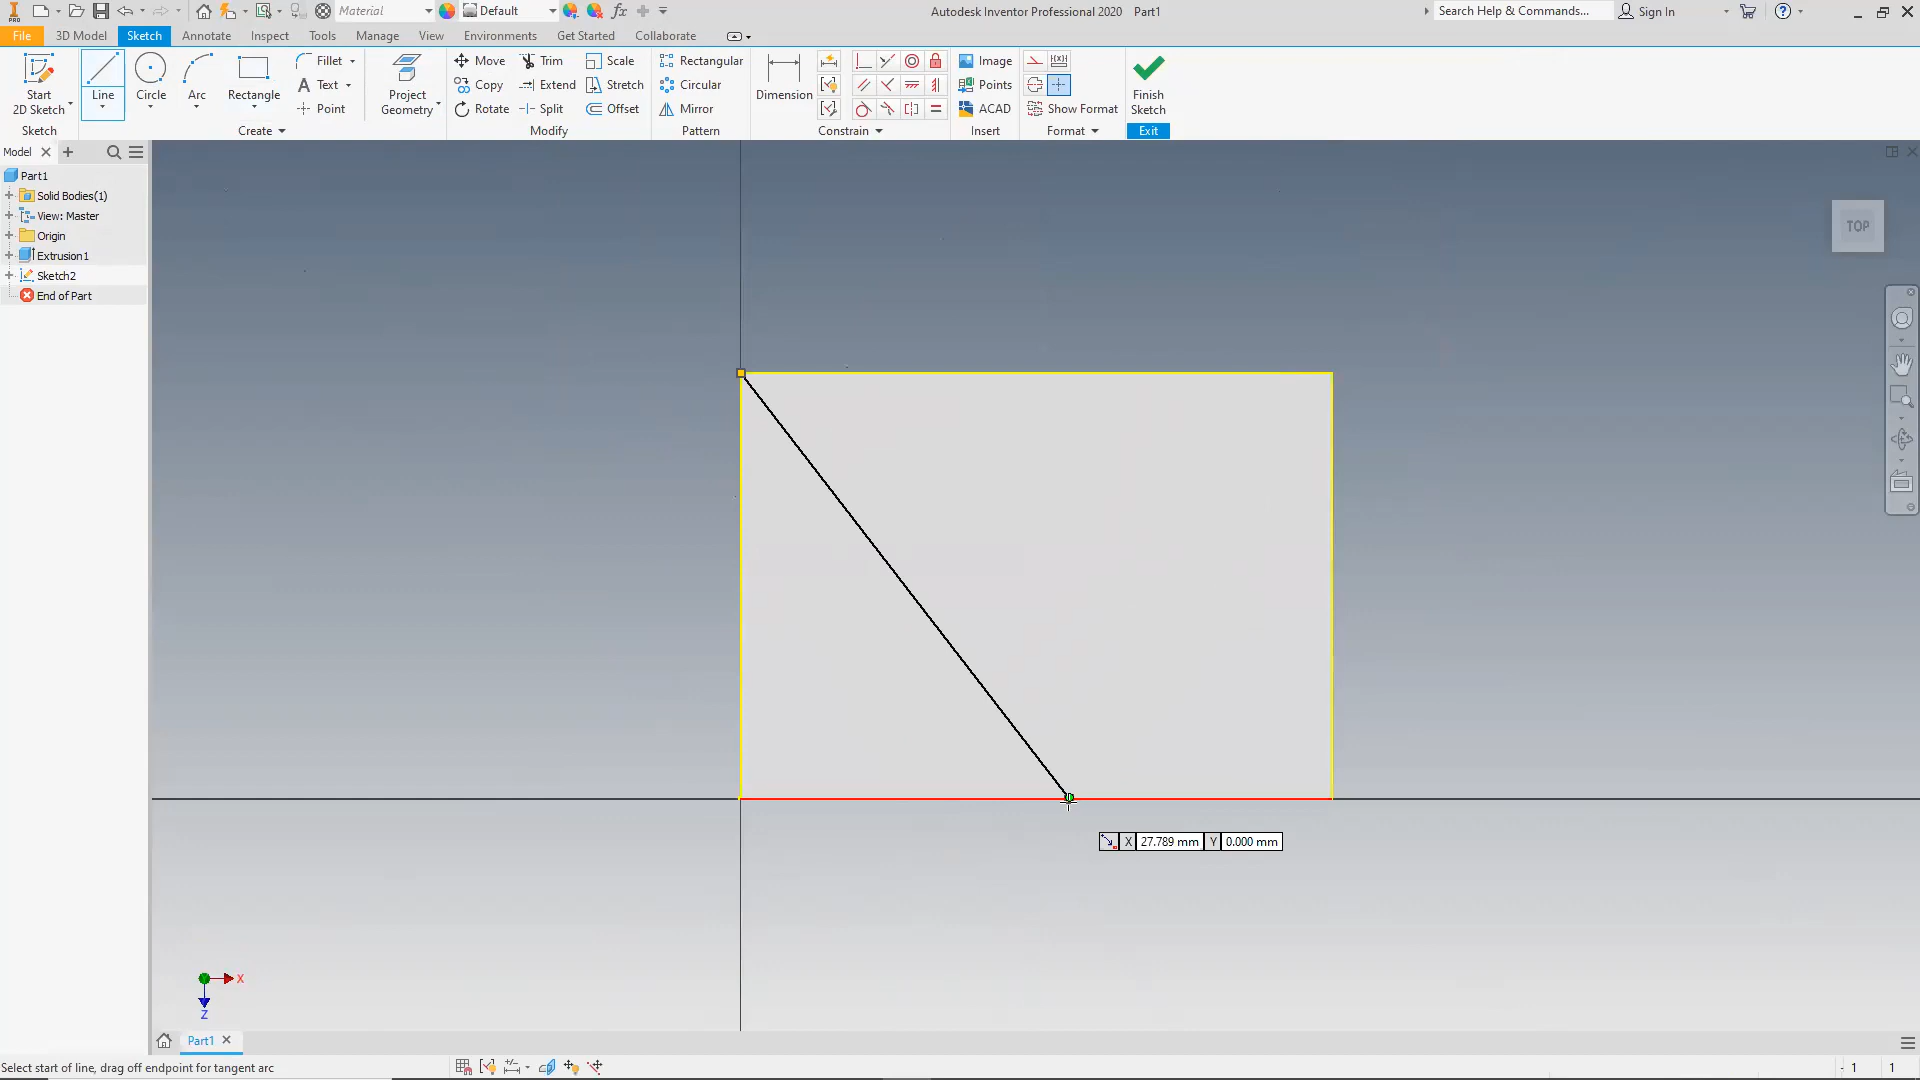 PRO
Material
Default
fx
Autodesk Inventor Professional 2020 Part1
Search Help & Commands...
Sign In
File 3D Model Sketch Annotate Inspect Tools Manage View Environments Get Started Collaborate
Start
2D Sketch
Line
Circle
Arc
Rectangle
Fillet
Text
Point
Project
Geometry
Move
Copy
Rotate
Trim
Extend
Split
Scale
Stretch
Offset
Rectangular
Circular
Mirror
Dimension
Image
Points
ACAD
Show Format
Finish
Sketch
Sketch Create Modify Pattern Constrain Insert Format Exit
Model
Part1
Solid Bodies(1)
View: Master
Origin
Extrusion1
Sketch2
End of Part
TOP
X 27.789 mm Y 0.000 mm
X
Z
Part1
Select start of line, drag off endpoint for tangent arc
1 1